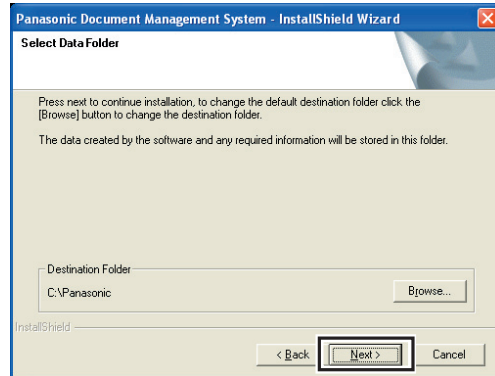 Panasonic Document Management System - InstallShield Wizard
Select Data Folder
Press next to continue installation, to change the default destination folder click the
[Browse] button to change the destination folder.
The data created by the software and any required information will be stored in this folder.
Destination Folder
C:\Panasonic
Browse...
InstallShield
< Back
Next >
Cancel